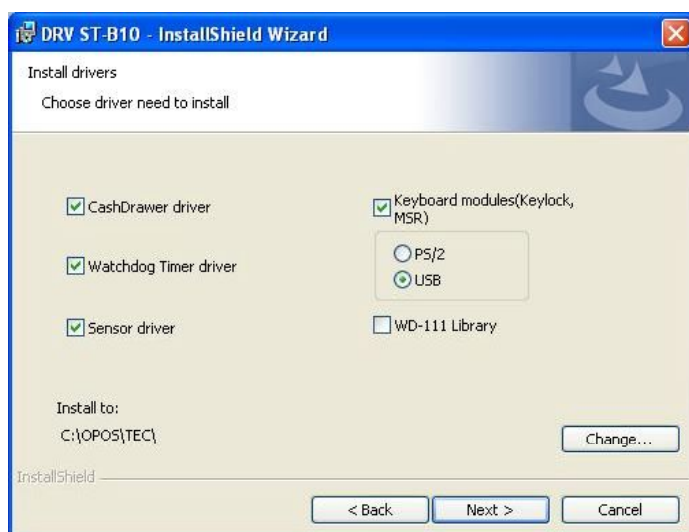 DRV ST-B10 - InstallShield Wizard
Install drivers
Choose driver need to install
CashDrawer driver
Keyboard modules(Keylock,
MSR)
PS/2
Watchdog Timer driver
USB
Sensor driver
WD-111 Library
Install to:
C:\OPOS\TEC\
Change...
InstallShield
< Back
Next >
Cancel